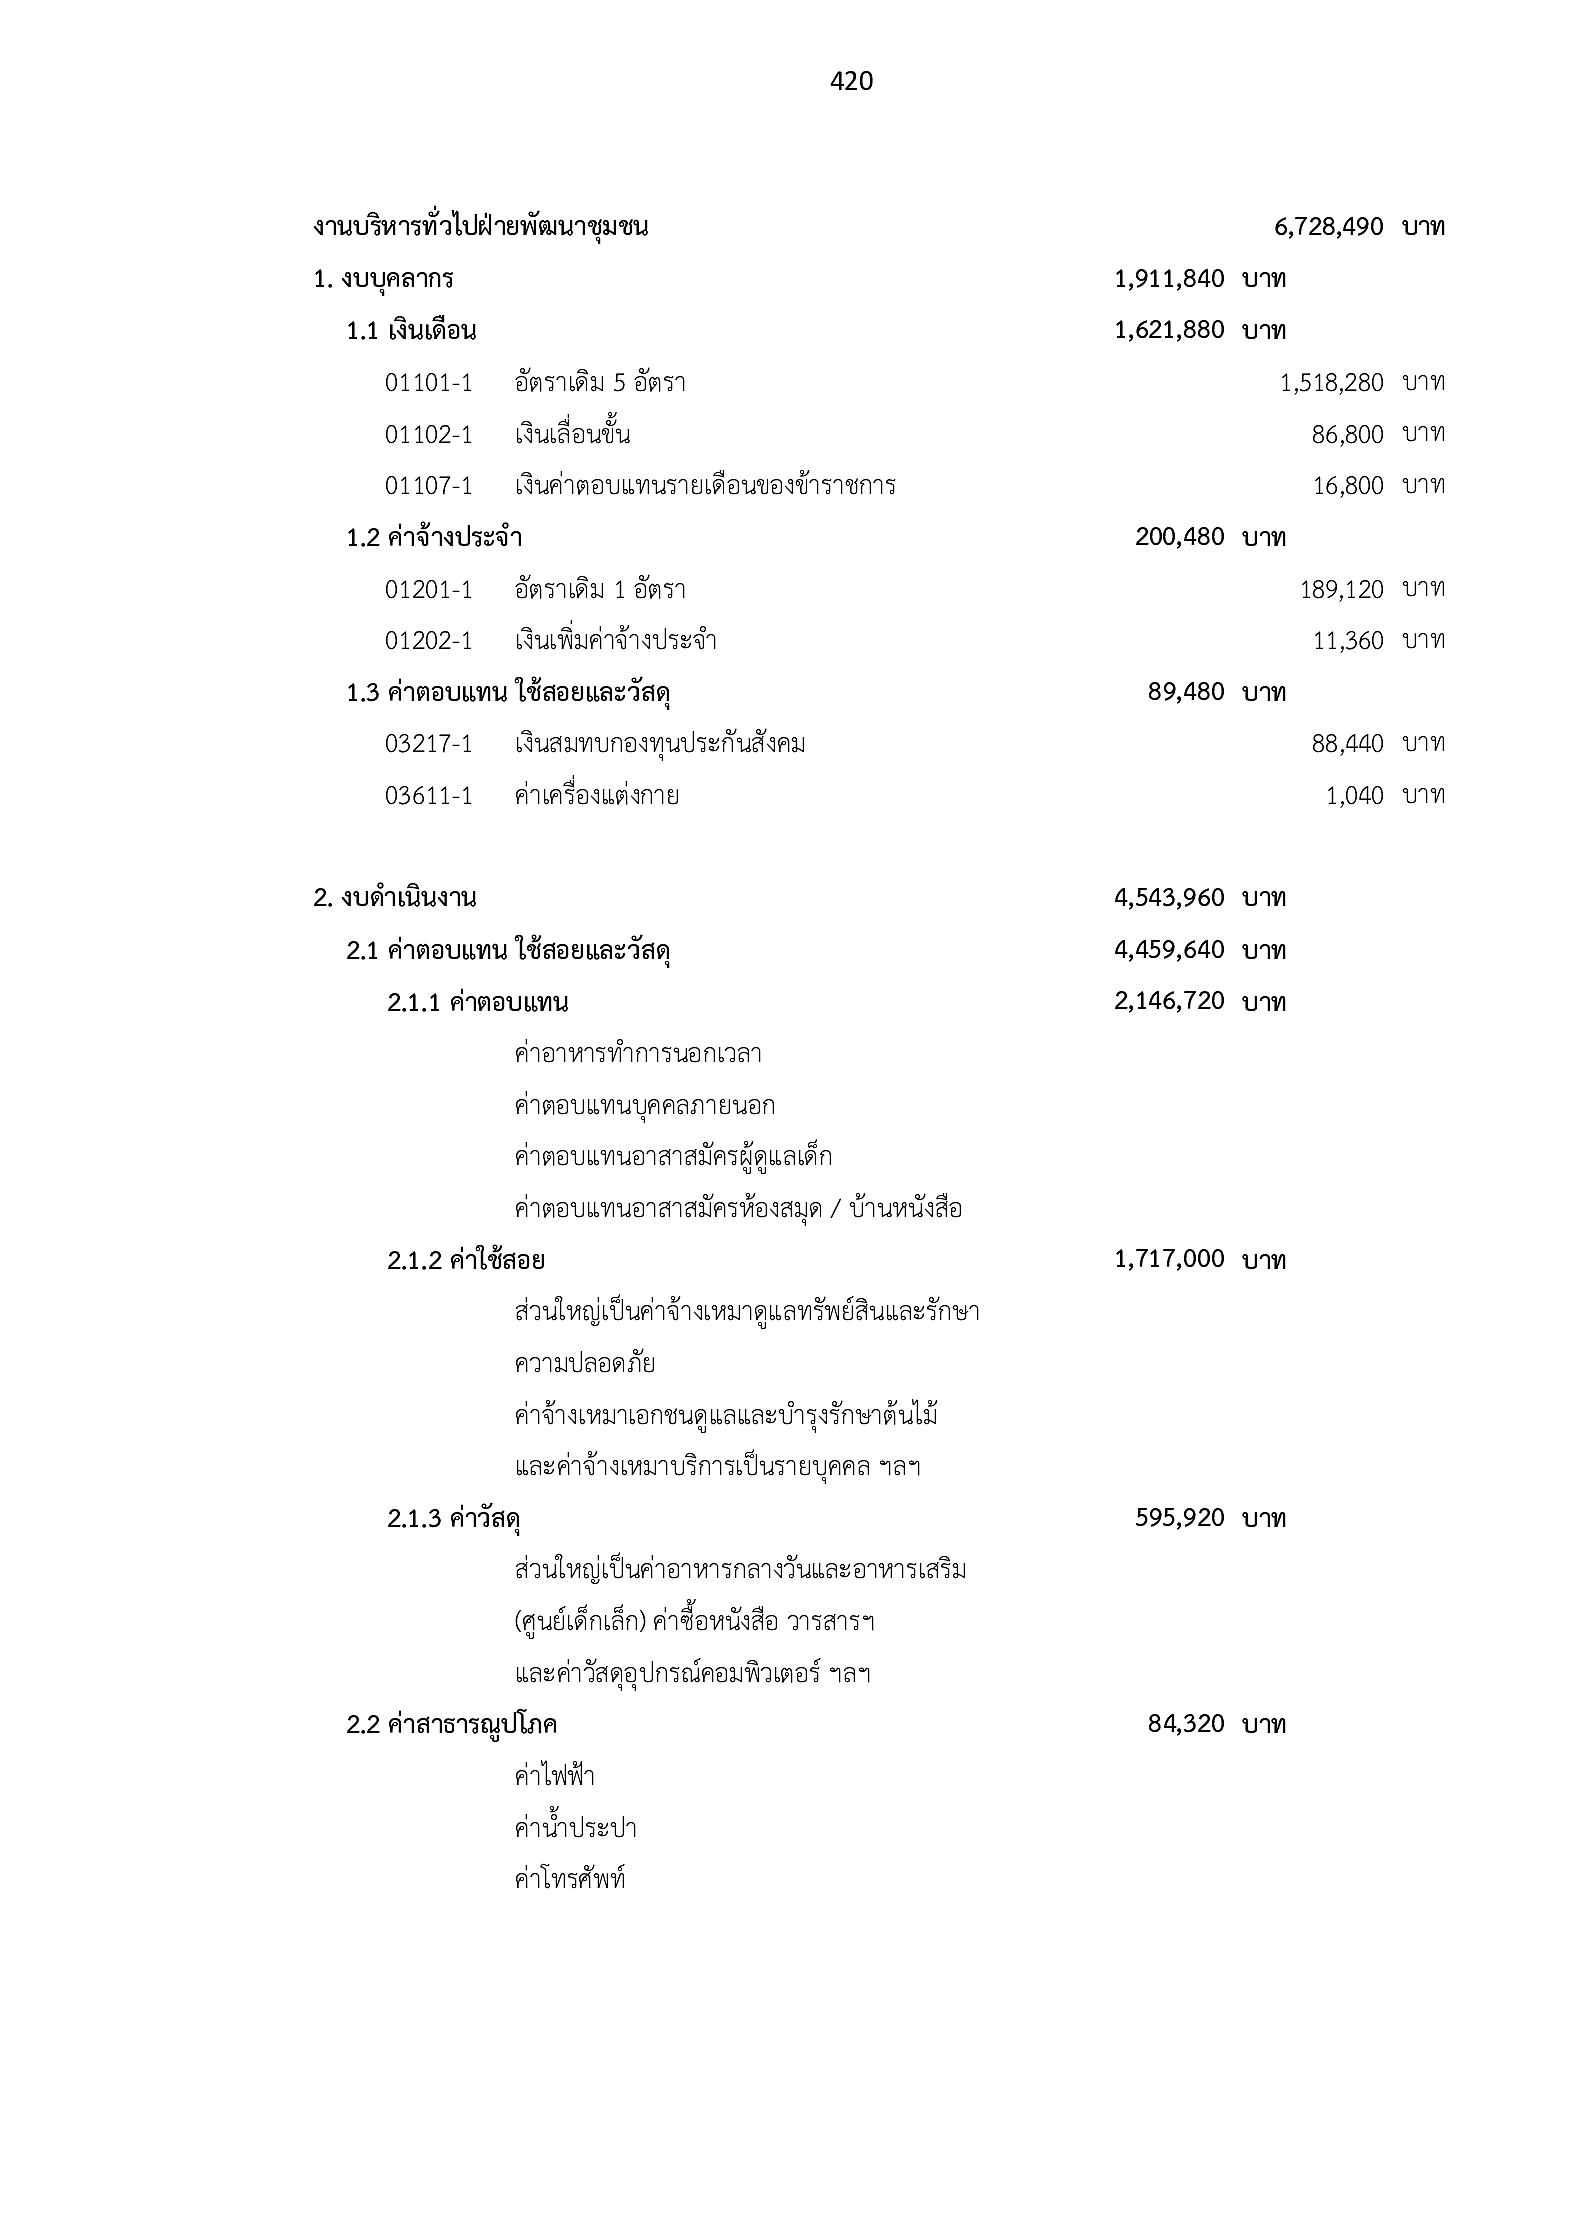 420
งานบริหารทั่วไปฝ่ายพัฒนาชุมชน 6,728,490 บาท
1. งบบุคลากร 1,911,840 บาท
1.1 เงินเดือน 1,621,880 บาท
01101-1 อัตราเดิม 5 อัตรา 1,518,280 บาท
01102-1 เงินเลื่อนขั้น 86,800 บาท
01107-1 เงินค่าตอบแทนรายเดือนของข้าราชการ 16,800 บาท
1.2 ค่าจ้างประจำ 200,480 บาท
01201-1 อัตราเดิม 1 อัตรา 189,120 บาท
01202-1 เงินเพิ่มค่าจ้างประจำ 11,360 บาท
1.3 ค่าตอบแทน ใช้สอยและวัสดุ 89,480 บาท
03217-1 เงินสมทบกองทุนประกันสังคม 88,440 บาท
03611-1 ค่าเครื่องแต่งกาย 1,040 บาท
2. งบดำเนินงาน 4,543,960 บาท
2.1 ค่าตอบแทน ใช้สอยและวัสดุ 4,459,640 บาท
2.1.1 ค่าตอบแทน 2,146,720 บาท
ค่าอาหารทำการนอกเวลา
ค่าตอบแทนบุคคลภายนอก
ค่าตอบแทนอาสาสมัครผู้ดูแลเด็ก
ค่าตอบแทนอาสาสมัครห้องสมุด / บ้านหนังสือ
2.1.2 ค่าใช้สอย 1,717,000 บาท
ส่วนใหญ่เป็นค่าจ้างเหมาดูแลทรัพย์สินและรักษา
ความปลอดภัย
ค่าจ้างเหมาเอกชนดูแลและบำรุงรักษาต้นไม้
และค่าจ้างเหมาบริการเป็นรายบุคคล ฯลฯ
2.1.3 ค่าวัสดุ 595,920 บาท
ส่วนใหญ่เป็นค่าอาหารกลางวันและอาหารเสริม
(ศูนย์เด็กเล็ก) ค่าซื้อหนังสือ วารสารฯ
และค่าวัสดุอุปกรณ์คอมพิวเตอร์ ฯลฯ
2.2 ค่าสาธารณูปโภค 84,320 บาท
ค่าไฟฟ้า
ค่าน้ำประปา
ค่าโทรศัพท์